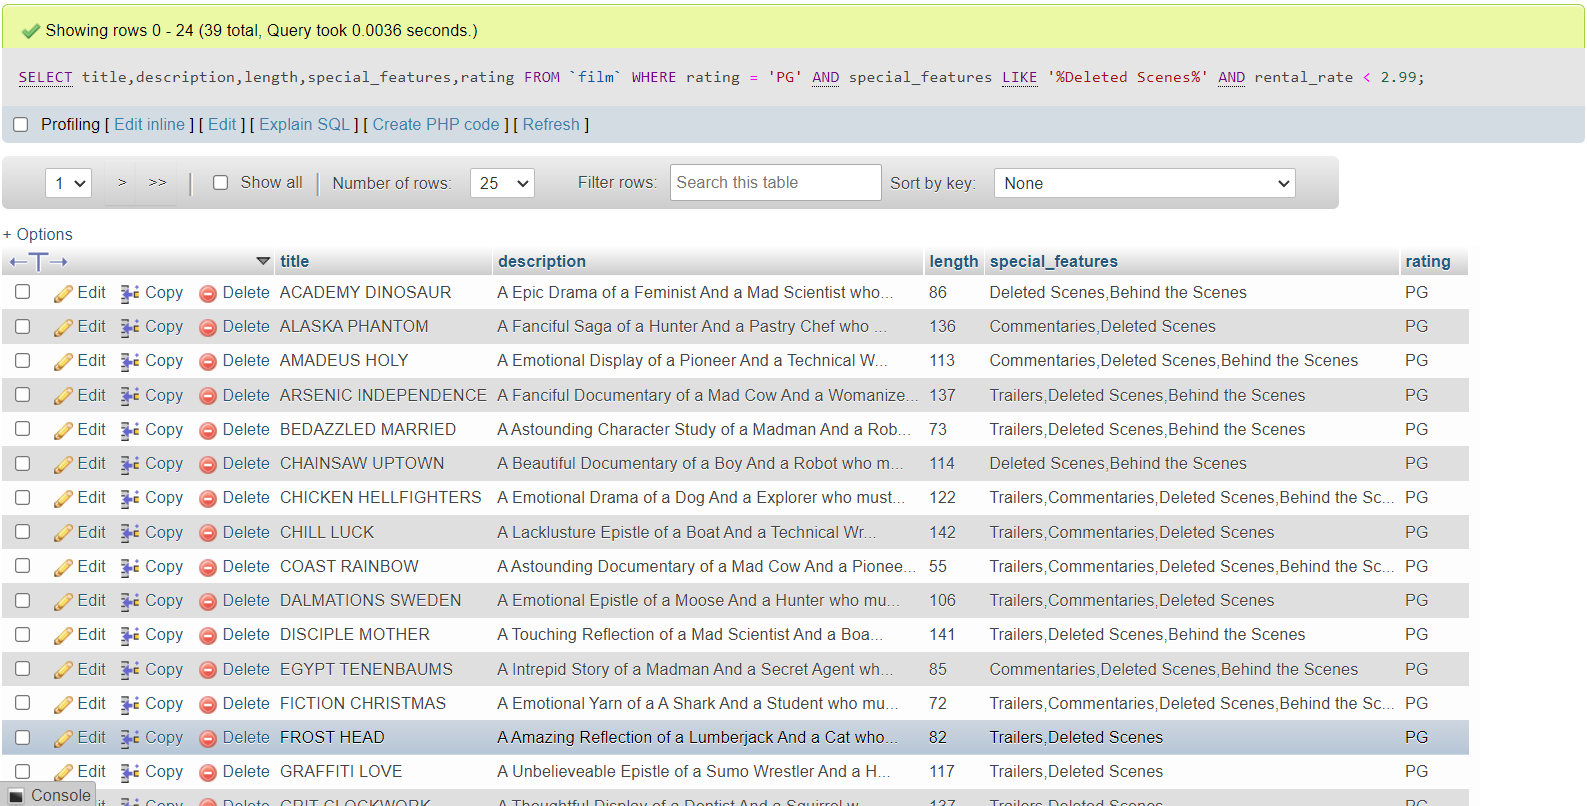 Showing rows 0 - 24 (39 total, Query took 0.0036 seconds.)
SELECT title,description,length,special_features,rating FROM `film` WHERE rating = 'PG' AND special_features LIKE '%Deleted Scenes%' AND rental_rate < 2.99;
Profiling [ Edit inline ] [ Edit ] [ Explain SQL ] [ Create PHP code ] [ Refresh ]
1 > >> | Show all | Number of rows: 25 Filter rows: Search this table Sort by key: None
+ Options
←T→ title description length special_features rating
Edit Copy Delete ACADEMY DINOSAUR A Epic Drama of a Feminist And a Mad Scientist who... 86 Deleted Scenes,Behind the Scenes PG
Edit Copy Delete ALASKA PHANTOM A Fanciful Saga of a Hunter And a Pastry Chef who ... 136 Commentaries,Deleted Scenes PG
Edit Copy Delete AMADEUS HOLY A Emotional Display of a Pioneer And a Technical W... 113 Commentaries,Deleted Scenes,Behind the Scenes PG
Edit Copy Delete ARSENIC INDEPENDENCE A Fanciful Documentary of a Mad Cow And a Womanize... 137 Trailers,Deleted Scenes,Behind the Scenes PG
Edit Copy Delete BEDAZZLED MARRIED A Astounding Character Study of a Madman And a Rob... 73 Trailers,Deleted Scenes,Behind the Scenes PG
Edit Copy Delete CHAINSAW UPTOWN A Beautiful Documentary of a Boy And a Robot who m... 114 Deleted Scenes,Behind the Scenes PG
Edit Copy Delete CHICKEN HELLFIGHTERS A Emotional Drama of a Dog And a Explorer who must... 122 Trailers,Commentaries,Deleted Scenes,Behind the Sc... PG
Edit Copy Delete CHILL LUCK A Lacklusture Epistle of a Boat And a Technical Wr... 142 Trailers,Commentaries,Deleted Scenes PG
Edit Copy Delete COAST RAINBOW A Astounding Documentary of a Mad Cow And a Pionee... 55 Trailers,Commentaries,Deleted Scenes,Behind the Sc... PG
Edit Copy Delete DALMATIONS SWEDEN A Emotional Epistle of a Moose And a Hunter who mu... 106 Trailers,Commentaries,Deleted Scenes PG
Edit Copy Delete DISCIPLE MOTHER A Touching Reflection of a Mad Scientist And a Boa... 141 Trailers,Deleted Scenes,Behind the Scenes PG
Edit Copy Delete EGYPT TENENBAUMS A Intrepid Story of a Madman And a Secret Agent wh... 85 Commentaries,Deleted Scenes,Behind the Scenes PG
Edit Copy Delete FICTION CHRISTMAS A Emotional Yarn of a A Shark And a Student who mu... 72 Trailers,Commentaries,Deleted Scenes,Behind the Sc... PG
Edit Copy Delete FROST HEAD A Amazing Reflection of a Lumberjack And a Cat who... 82 Trailers,Deleted Scenes PG
Edit Copy Delete GRAFFITI LOVE A Unbelieveable Epistle of a Sumo Wrestler And a H... 117 Trailers,Deleted Scenes PG
Console Copy Delete GRIT CLOCKWORK A Thoughtful Display of a Dentist And a Squirrel w... 137 Trailers,Deleted Scenes PG